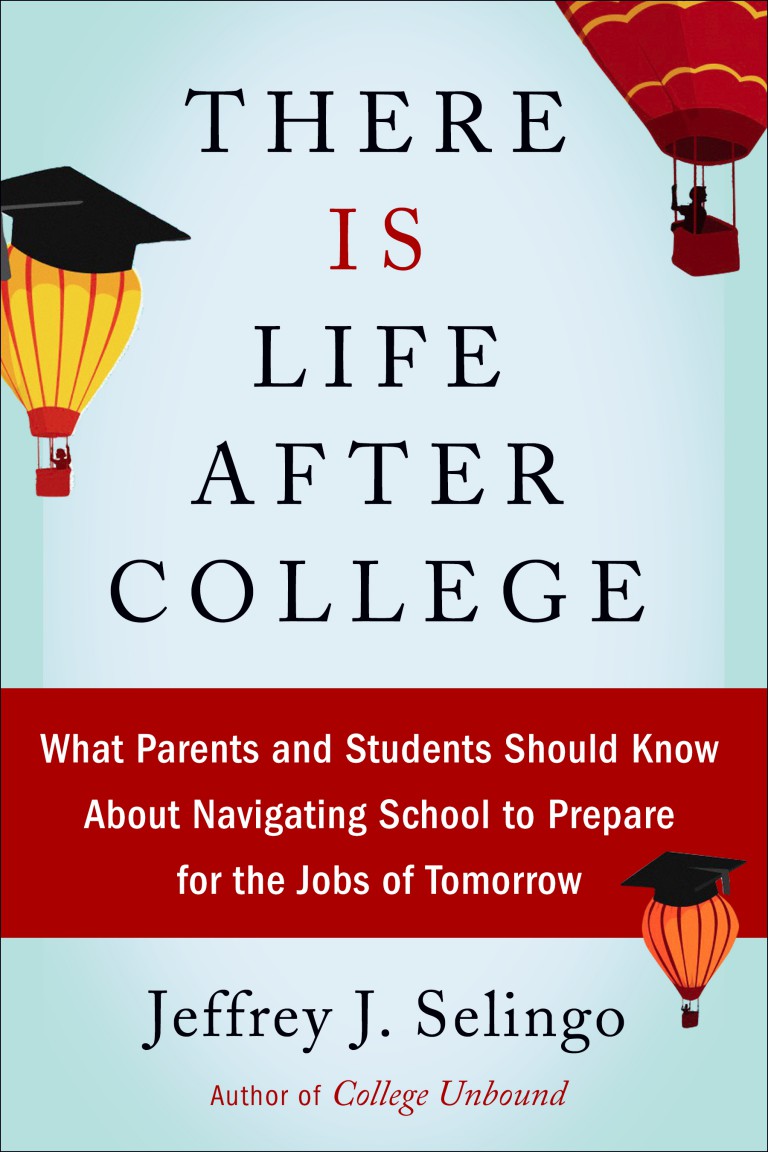 THERE
IS
LIFE
AFTER
COLLEGE
What Parents and Students Should Know
About Navigating School to Prepare
for the Jobs of Tomorrow
Jeffrey J. Selingo
Author of College Unbound